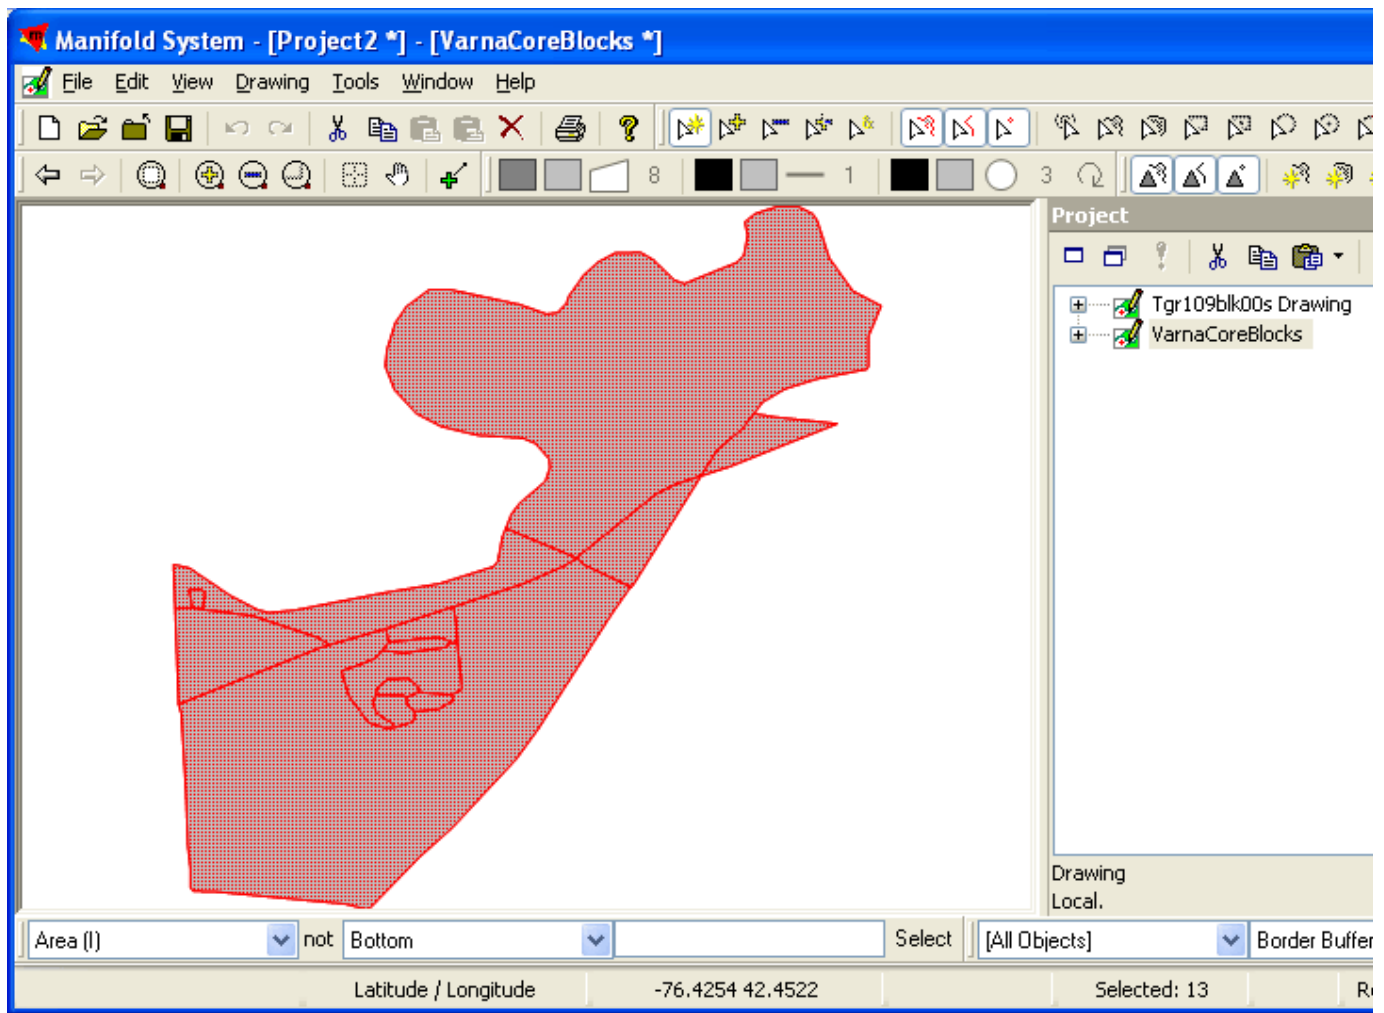 Manifold System - [Project2 *] - [VarnaCoreBlocks *]
File Edit View Drawing Tools Window Help
8 1 3
Project
Tgr109blk00s Drawing
VarnaCoreBlocks
Drawing
Local.
Area (I) not Bottom Select [All Objects] Border Buffer
Latitude / Longitude -76.4254 42.4522 Selected: 13